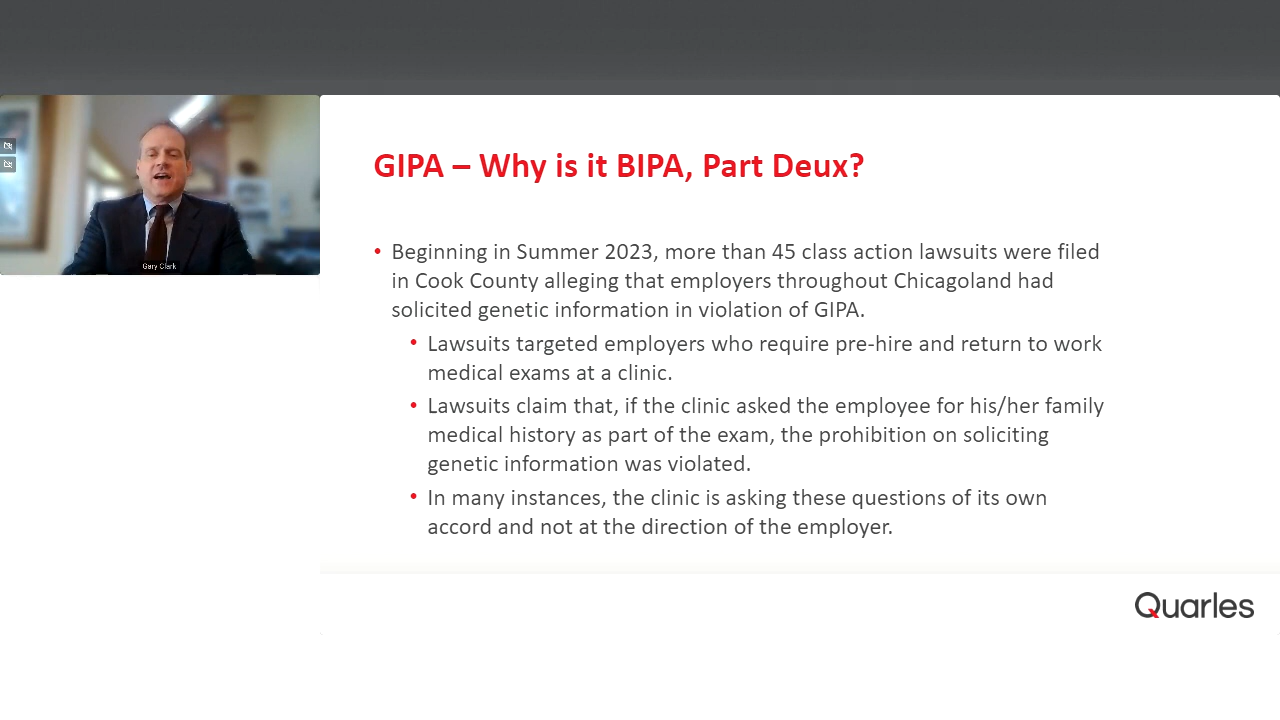 Gary Clark
GIPA – Why is it BIPA, Part Deux?
• Beginning in Summer 2023, more than 45 class action lawsuits were filed
in Cook County alleging that employers throughout Chicagoland had
solicited genetic information in violation of GIPA.
• Lawsuits targeted employers who require pre-hire and return to work
medical exams at a clinic.
• Lawsuits claim that, if the clinic asked the employee for his/her family
medical history as part of the exam, the prohibition on soliciting
genetic information was violated.
• In many instances, the clinic is asking these questions of its own
accord and not at the direction of the employer.
Quarles